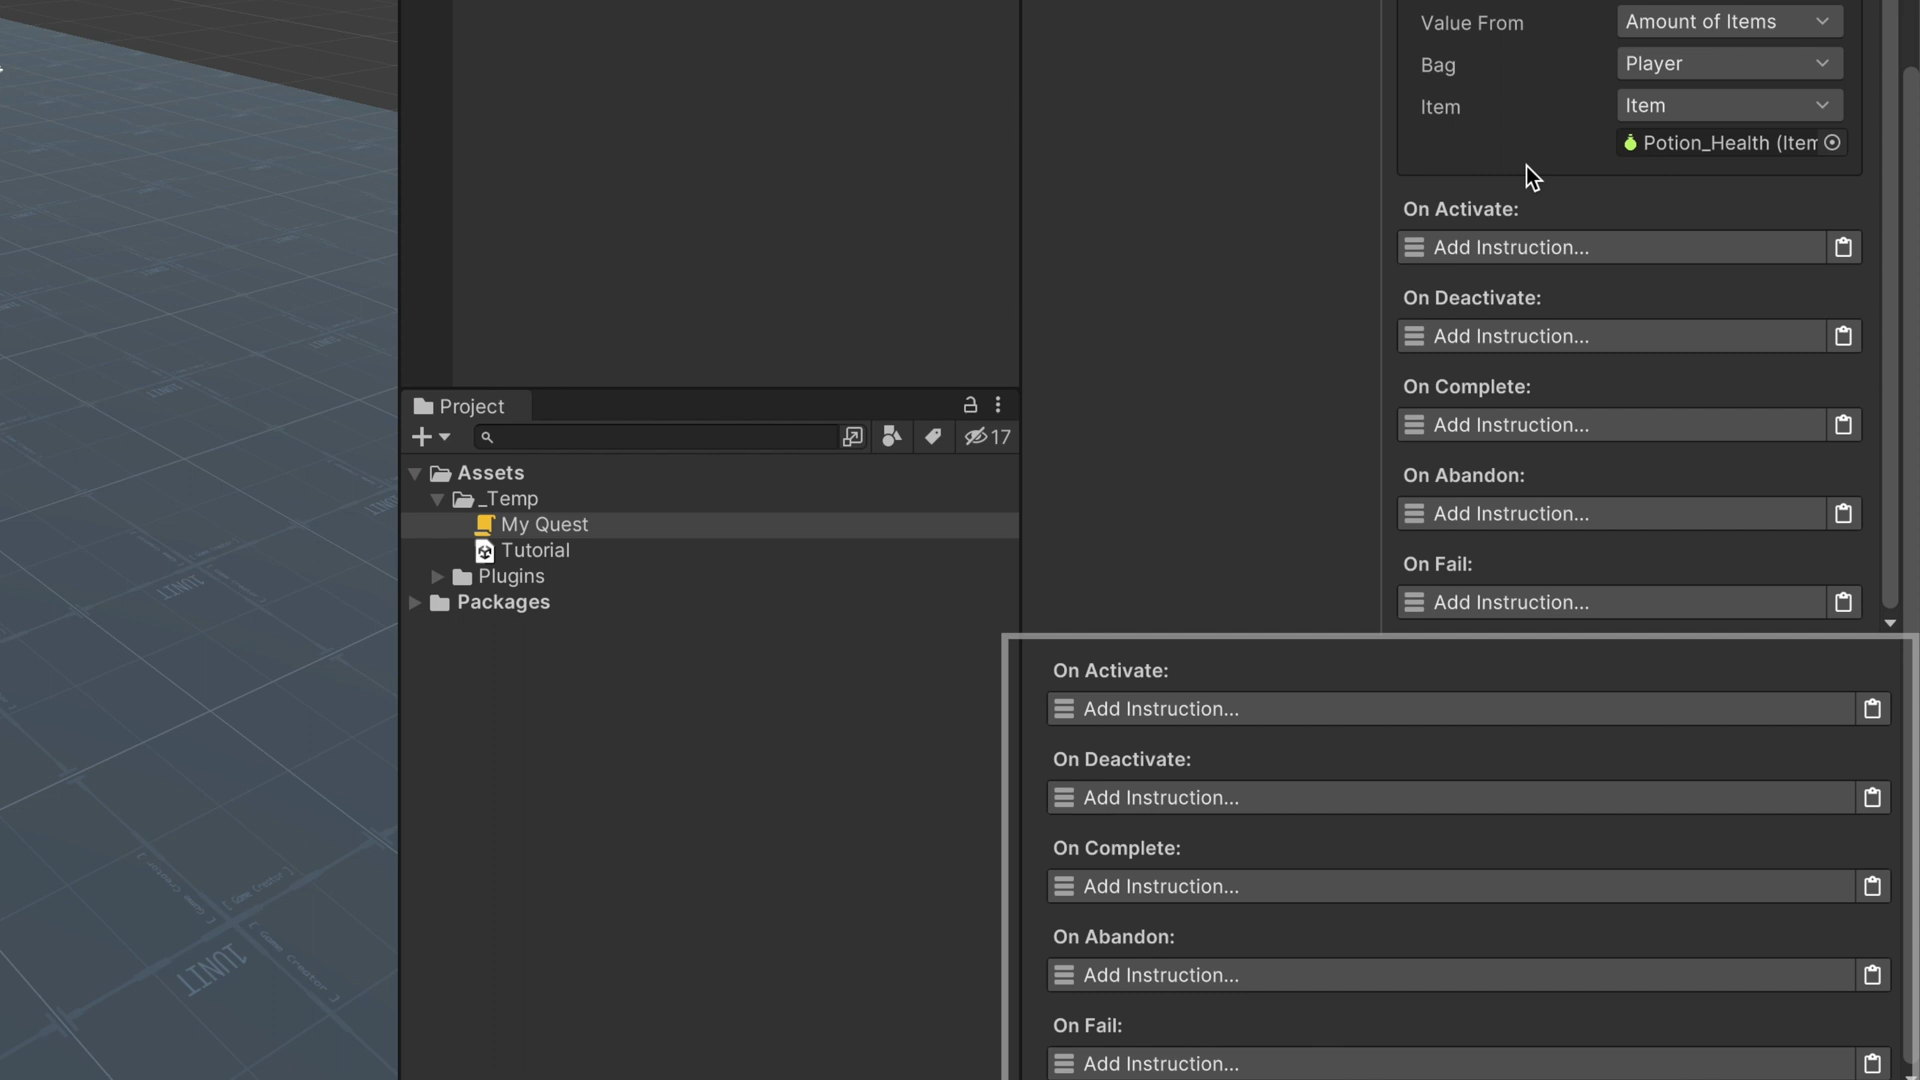 Value From
Amount of Items
Bag
Player
Item
Item
Potion_Health (Iten
On Activate:
Add Instruction...
On Deactivate:
Add Instruction...
On Complete:
Add Instruction...
On Abandon:
Add Instruction...
On Fail:
Add Instruction...
Project
17
Assets
_Temp
My Quest
Tutorial
Plugins
Packages
On Activate:
Add Instruction...
On Deactivate:
Add Instruction...
On Complete:
Add Instruction...
On Abandon:
Add Instruction...
On Fail:
Add Instruction...
1UNIT
[ Game Creator ]